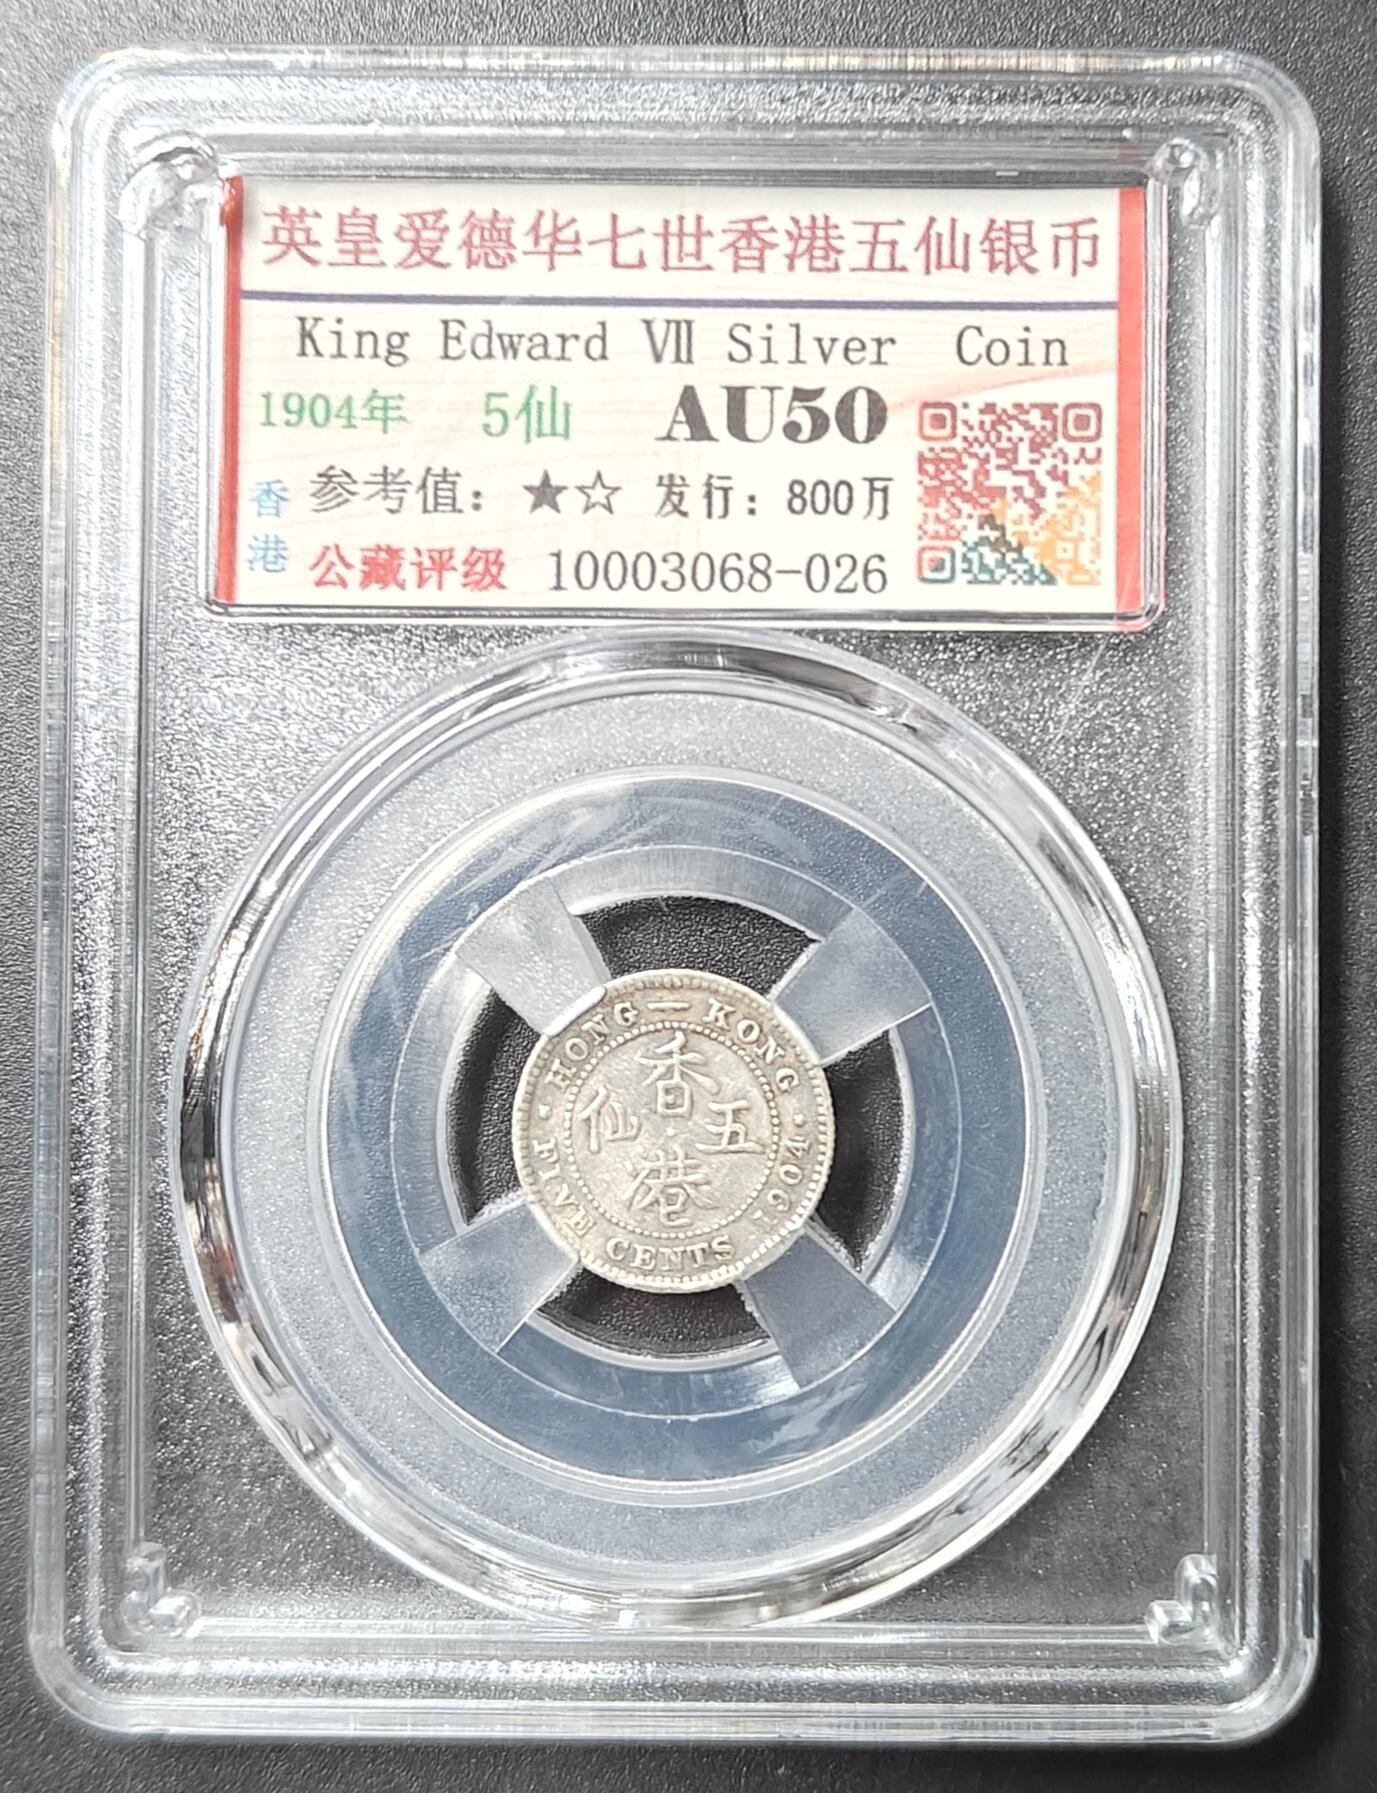 英皇爱德华七世香港五仙银币
King Edward Ⅶ Silver Coin
1904年 5仙 AU50
香港 参考值：★☆ 发行：800万
公藏评级 10003068-026
HONG－KONG · 1904
FIVE CENTS ·
香港
五仙